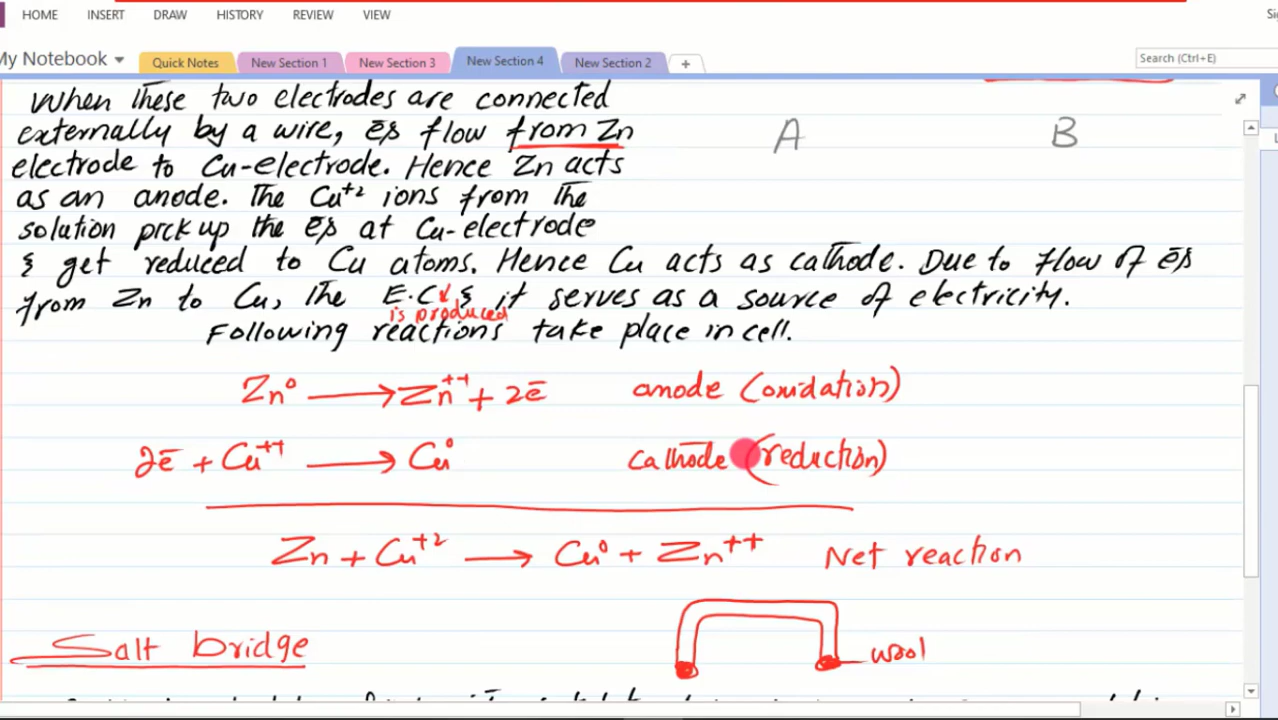 HOME INSERT DRAW HISTORY REVIEW VIEW
My Notebook Quick Notes New Section 1 New Section 3 New Section 4 New Section 2 +
Search (Ctrl+E)
When these two electrodes are connected
externally by a wire, ēs flow from Zn
A B
electrode to Cu-electrode. Hence Zn acts
as an anode. The Cu⁺² ions from the
solution pick up the ēs at Cu-electrode
& get reduced to Cu atoms. Hence Cu acts as cathode. Due to flow of ēs
from Zn to Cu, the E.C↓ & it serves as a source of electricity.
is produced
Following reactions take place in cell.
Zn⁰ ⟶ Zn⁺⁺ + 2ē anode (oxidation)
2ē + Cu⁺⁺ ⟶ Cu⁰ cathode (reduction)
Zn + Cu⁺² ⟶ Cu⁰ + Zn⁺⁺ Net reaction
Salt bridge
wool